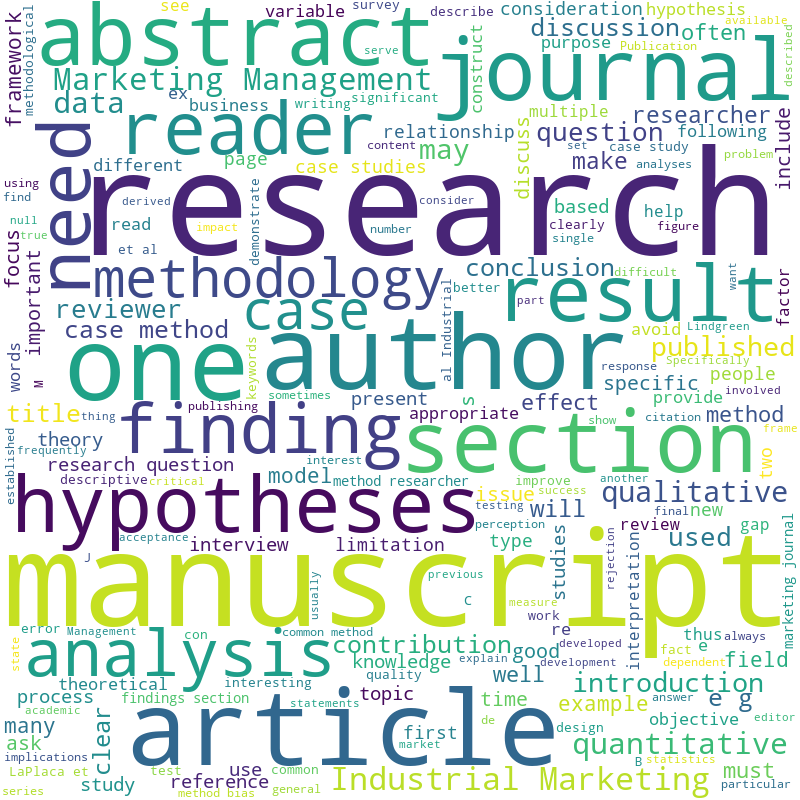 see
survey
describe
consideration
hypothesis
abstract
journal
variable
discussion
often
available
framework
methodological
serve
construct
purpose
Publication
described
Marketing Management
data
ex
business
writing
significant
multiple
researcher
need
reader
relationship
question
following
different
page
content
may
discuss
make
set
case study
analyses
problem
include
using
case studies
find
derived
research
consider
based
help
null
read
demonstrate
clearly
figure
true
impact
number
single
focus
et al
important
methodology
conclusion
difficult
want
factor
al Industrial
better
result
part
reviewer
case
case method
author
avoid
Lindgreen
words
M
one
keywords
published
Specifically
response
people
sometimes
present
specific
provide
involved
title
thing
publishing
finding
s
appropriate
effect
show
citation
method
frame
established
frequently
theory
section
two
research question
interest
another
descriptive
critical
model
method researcher
improve
issue
success
qualitative
hypotheses
testing
will
final
new
gap
acceptance
perception
review
used
J
interview
limitation
type
studies
rejection
interpretation
marketing journal
manuscript
usually
previous
c
measure
work
error
Management
con
common method
re
developed
thus
always
state
analysis
contribution
good
fact
e
knowledge
explain
development
dependent
field
theoretical
interesting
quality
well
introduction
process
findings section
statements
topic
time
example
answer
e g
academic
article
de
design
objective
editor
many
clear
first
market
ask
implications
B
quantitative
statistics
LaPlaca et
test
use
common
study
reference
Industrial Marketing
must
series
method bias
general
particular